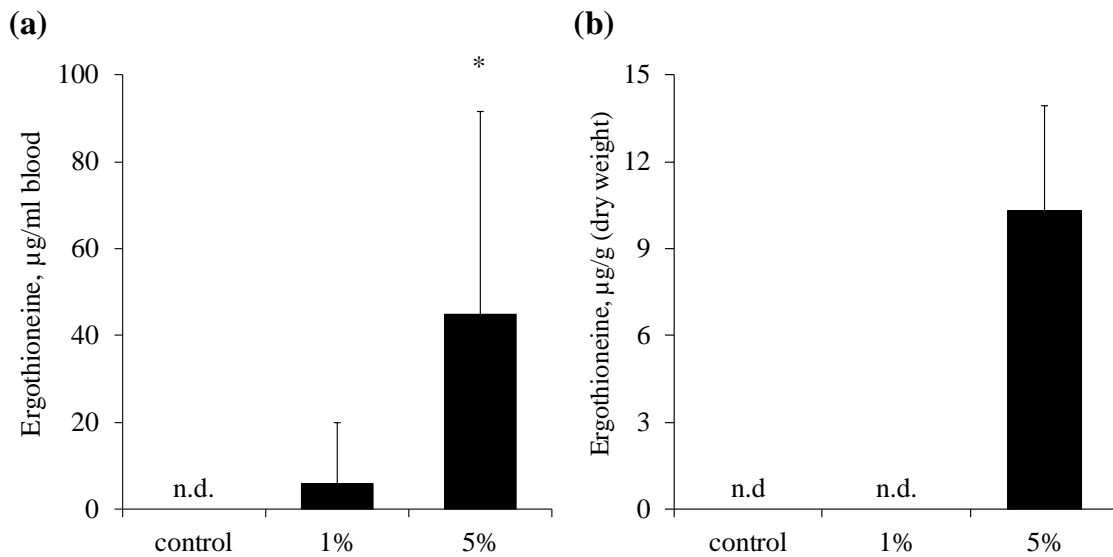 (a)
Ergothioneine, µg/ml blood
100
80
60
40
20
0
*
n.d.
control
1%
5%
(b)
Ergothioneine, µg/g (dry weight)
15
12
9
6
3
0
n.d
n.d.
control
1%
5%